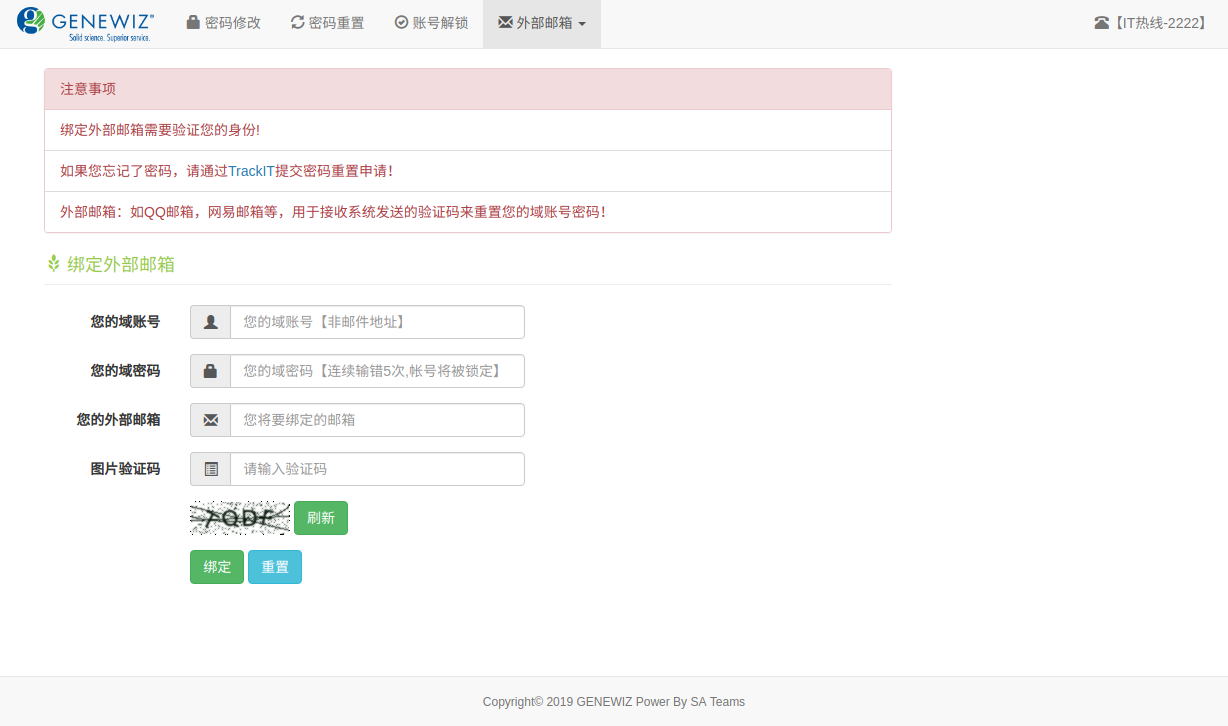 GENEWIZ
Solid science. Superior service.
密码修改
密码重置
账号解锁
外部邮箱
【IT热线-2222】
注意事项
绑定外部邮箱需要验证您的身份!
如果您忘记了密码，请通过TrackIT提交密码重置申请！
外部邮箱：如QQ邮箱，网易邮箱等，用于接收系统发送的验证码来重置您的域账号密码！
绑定外部邮箱
您的域账号
您的域账号【非邮件地址】
您的域密码
您的域密码【连续输错5次,帐号将被锁定】
您的外部邮箱
您将要绑定的邮箱
图片验证码
请输入验证码
刷新
绑定
重置
Copyright© 2019 GENEWIZ Power By SA Teams